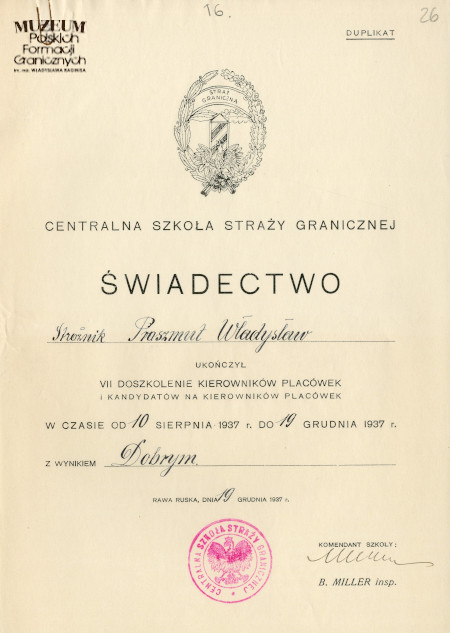 16.
26
MUZEUM
Polskich
Formacji
Granicznych
im. mjr. WŁADYSŁAWA RAGINISA
DUPLIKAT
STRAŻ
GRANICZNA
CENTRALNA SZKOŁA STRAŻY GRANICZNEJ
ŚWIADECTWO
Strażnik Praszmut Władysław
UKOŃCZYŁ
VII DOSZKOLENIE KIEROWNIKÓW PLACÓWEK
I KANDYDATÓW NA KIEROWNIKÓW PLACÓWEK
W CZASIE OD 10 SIERPNIA 1937 r. DO 19 GRUDNIA 1937 r.
Z WYNIKIEM Dobrym.
RAWA RUSKA, DNIA 19 GRUDNIA 1937 r.
CENTRALNA SZKOŁA STRAŻY GRANICZNEJ
KOMENDANT SZKOŁY:
B. MILLER insp.